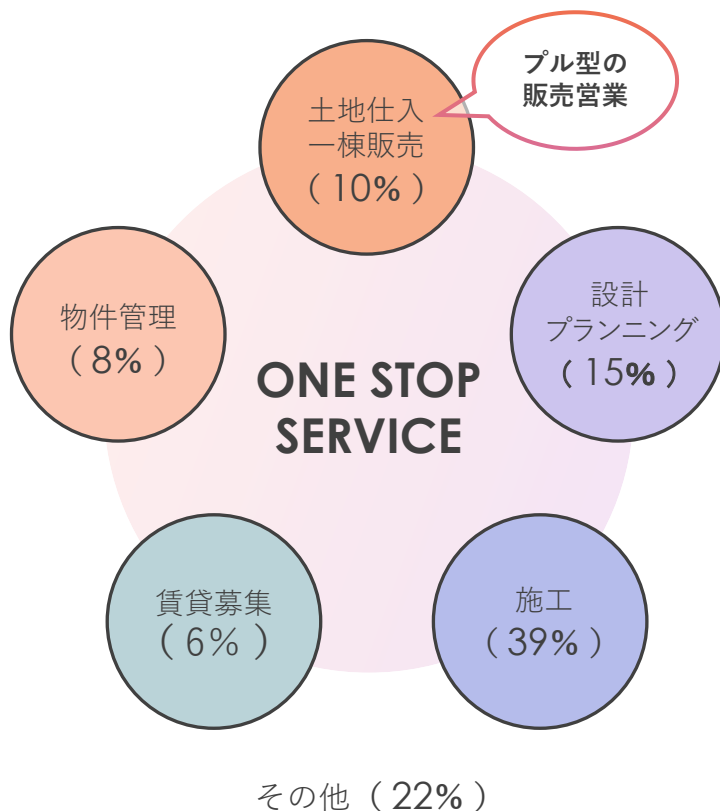 プル型の
販売営業
土地仕入
一棟販売
（ 10% ）
設計
プランニング
（ 15% ）
物件管理
（ 8% ）
ONE STOP
SERVICE
賃貸募集
（ 6% ）
施工
（ 39% ）
その他（ 22% ）